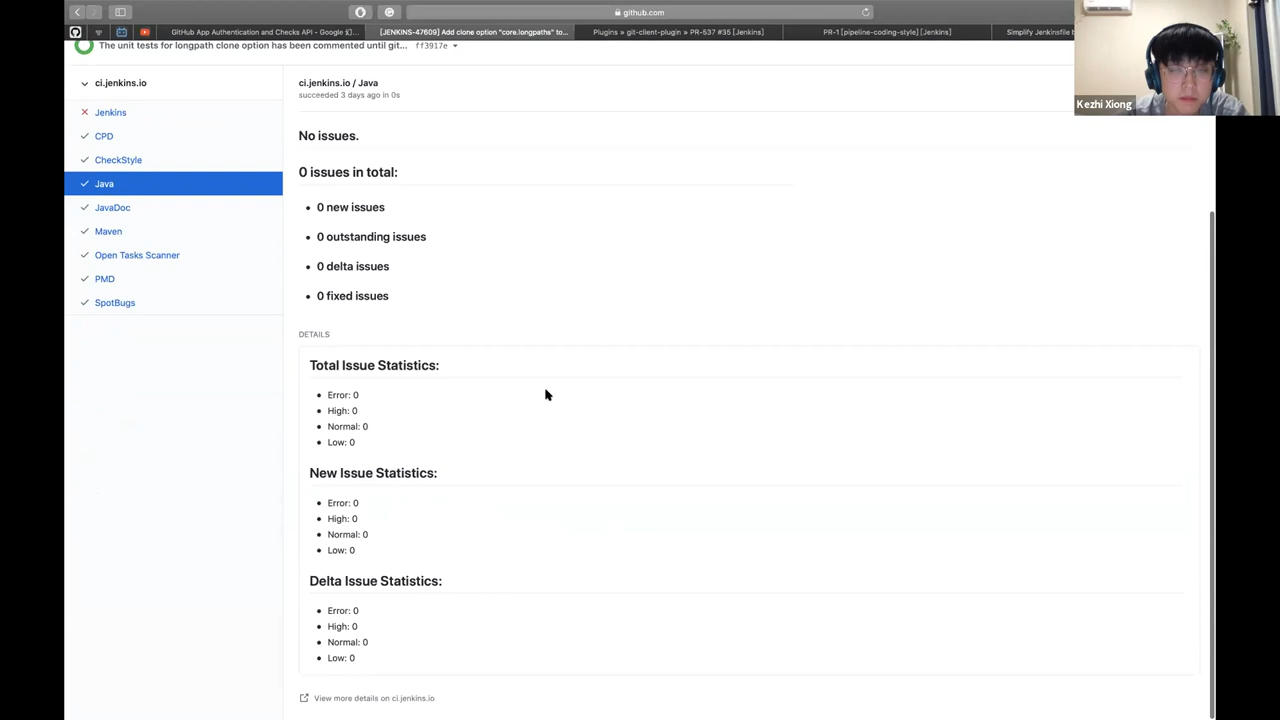 github.com
GitHub App Authentication and Checks API - Google 幻...
[JENKINS-47609] Add clone option "core.longpaths" to...
Plugins » git-client-plugin » PR-537 #35 [Jenkins]
PR-1 [pipeline-coding-style] [Jenkins]
Simplify Jenkinsfile b
The unit tests for longpath clone option has been commented until git... ff3917e
Kezhi Xiong
ci.jenkins.io
Jenkins
CPD
CheckStyle
Java
JavaDoc
Maven
Open Tasks Scanner
PMD
SpotBugs
ci.jenkins.io / Java
succeeded 3 days ago in 0s
No issues.
0 issues in total:
• 0 new issues
• 0 outstanding issues
• 0 delta issues
• 0 fixed issues
DETAILS
Total Issue Statistics:
• Error: 0
• High: 0
• Normal: 0
• Low: 0
New Issue Statistics:
• Error: 0
• High: 0
• Normal: 0
• Low: 0
Delta Issue Statistics:
• Error: 0
• High: 0
• Normal: 0
• Low: 0
View more details on ci.jenkins.io